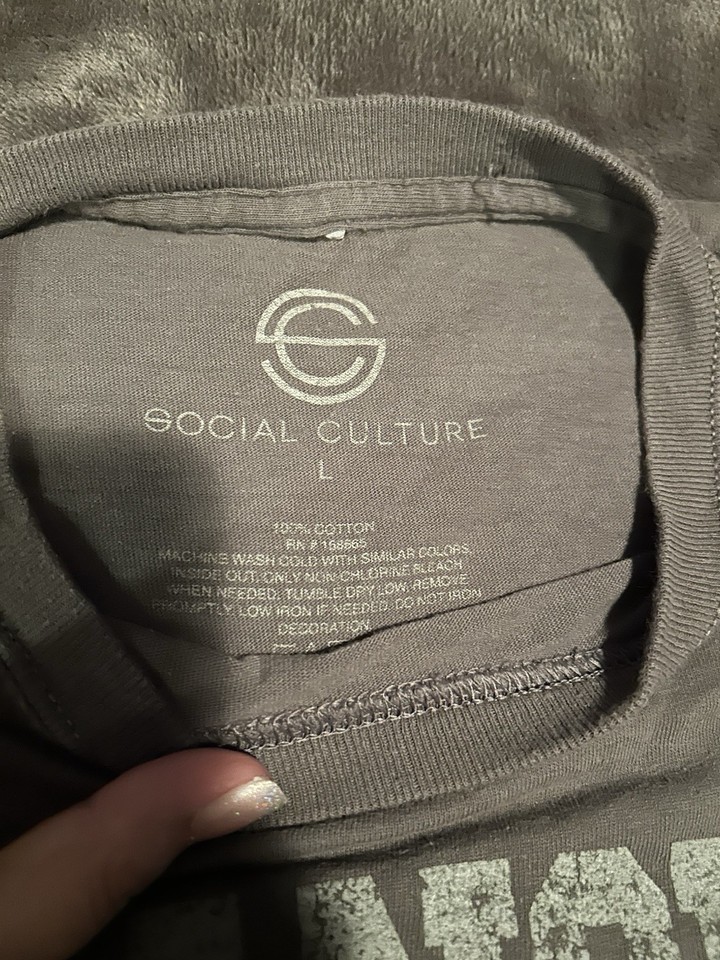 SOCIAL CULTURE
L
100% COTTON
RN # 158665
MACHINE WASH COLD WITH SIMILAR COLORS,
INSIDE OUT. ONLY NON-CHLORINE BLEACH
WHEN NEEDED. TUMBLE DRY LOW. REMOVE
PROMPTLY. LOW IRON IF NEEDED. DO NOT IRON
DECORATION.